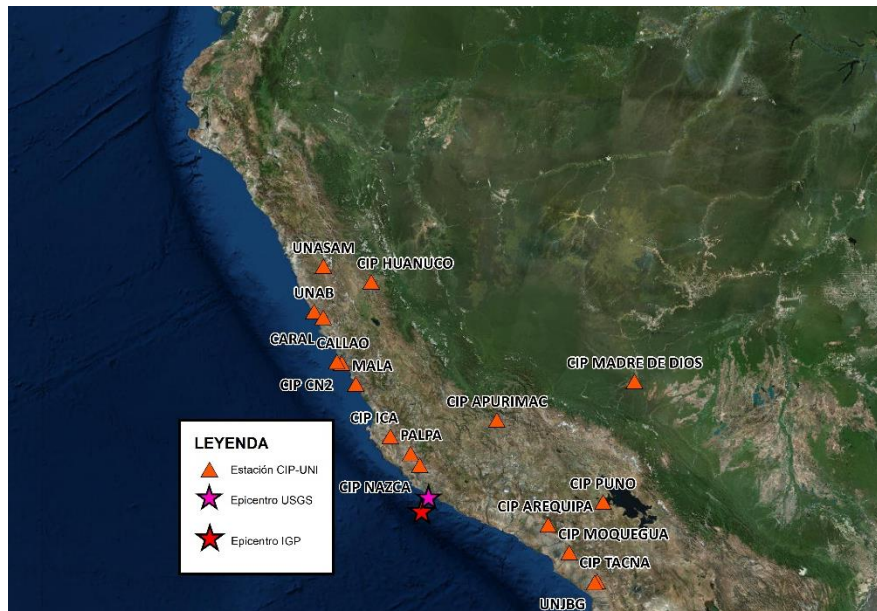 UNASAM
CIP HUANUCO
UNAB
CARAL
CALLAO
MALA
CIP CN2
CIP MADRE DE DIOS
CIP APURIMAC
CIP ICA
PALPA
CIP NAZCA
CIP PUNO
CIP AREQUIPA
CIP MOQUEGUA
CIP TACNA
UNJBG
LEYENDA
Estación CIP-UNI
Epicentro USGS
Epicentro IGP